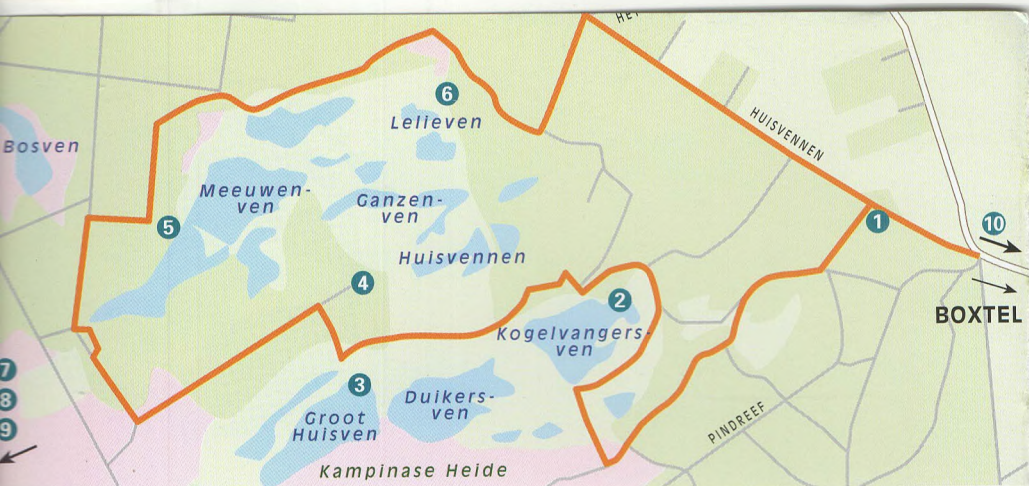 HET
6
Lelieven
Bosven
HUISVENNEN
Meeuwen-
ven
Ganzen-
ven
5
1
10
Huisvennen
4
2
BOXTEL
Kogelvangers-
ven
7
8
9
3
Duikers-
ven
Groot
Huisven
PINDREEF
Kampinase Heide